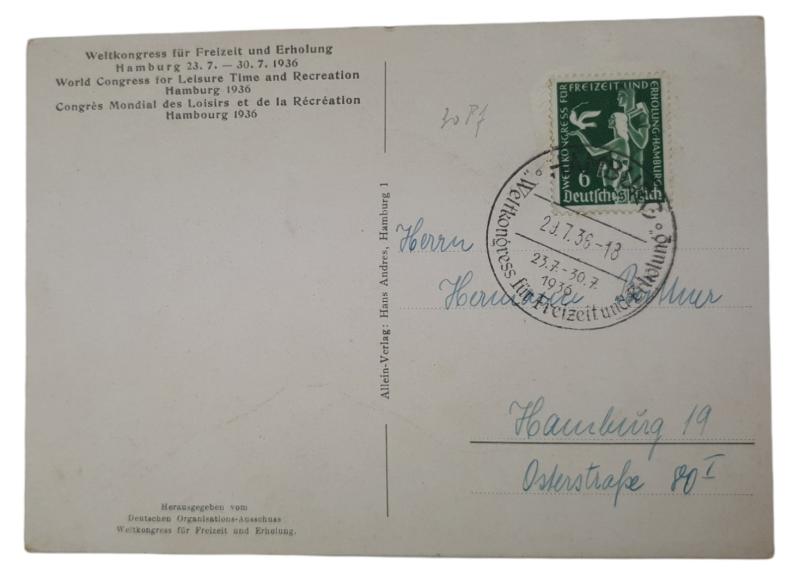 Weltkongress für Freizeit und Erholung
Hamburg 23. 7. — 30. 7. 1936
World Congress for Leisure Time and Recreation
Hamburg 1936
Congrès Mondial des Loisirs et de la Récréation
Hambourg 1936
30 Pf
WELTKONGRESS FÜR FREIZEIT UND ERHOLUNG·HAMBURG
6
Deutsches Reich
HAMBURG
"Weltkongress für Freizeit und Erholung"
23.7.36-18
23.7.-30.7.
1936
Allein-Verlag: Hans Andres, Hamburg 1
Herrn
Hermann
Hamburg 19
Osterstraße 80 I
Herausgegeben vom
Deutschen Organisations-Ausschuss
Weltkongress für Freizeit und Erholung.